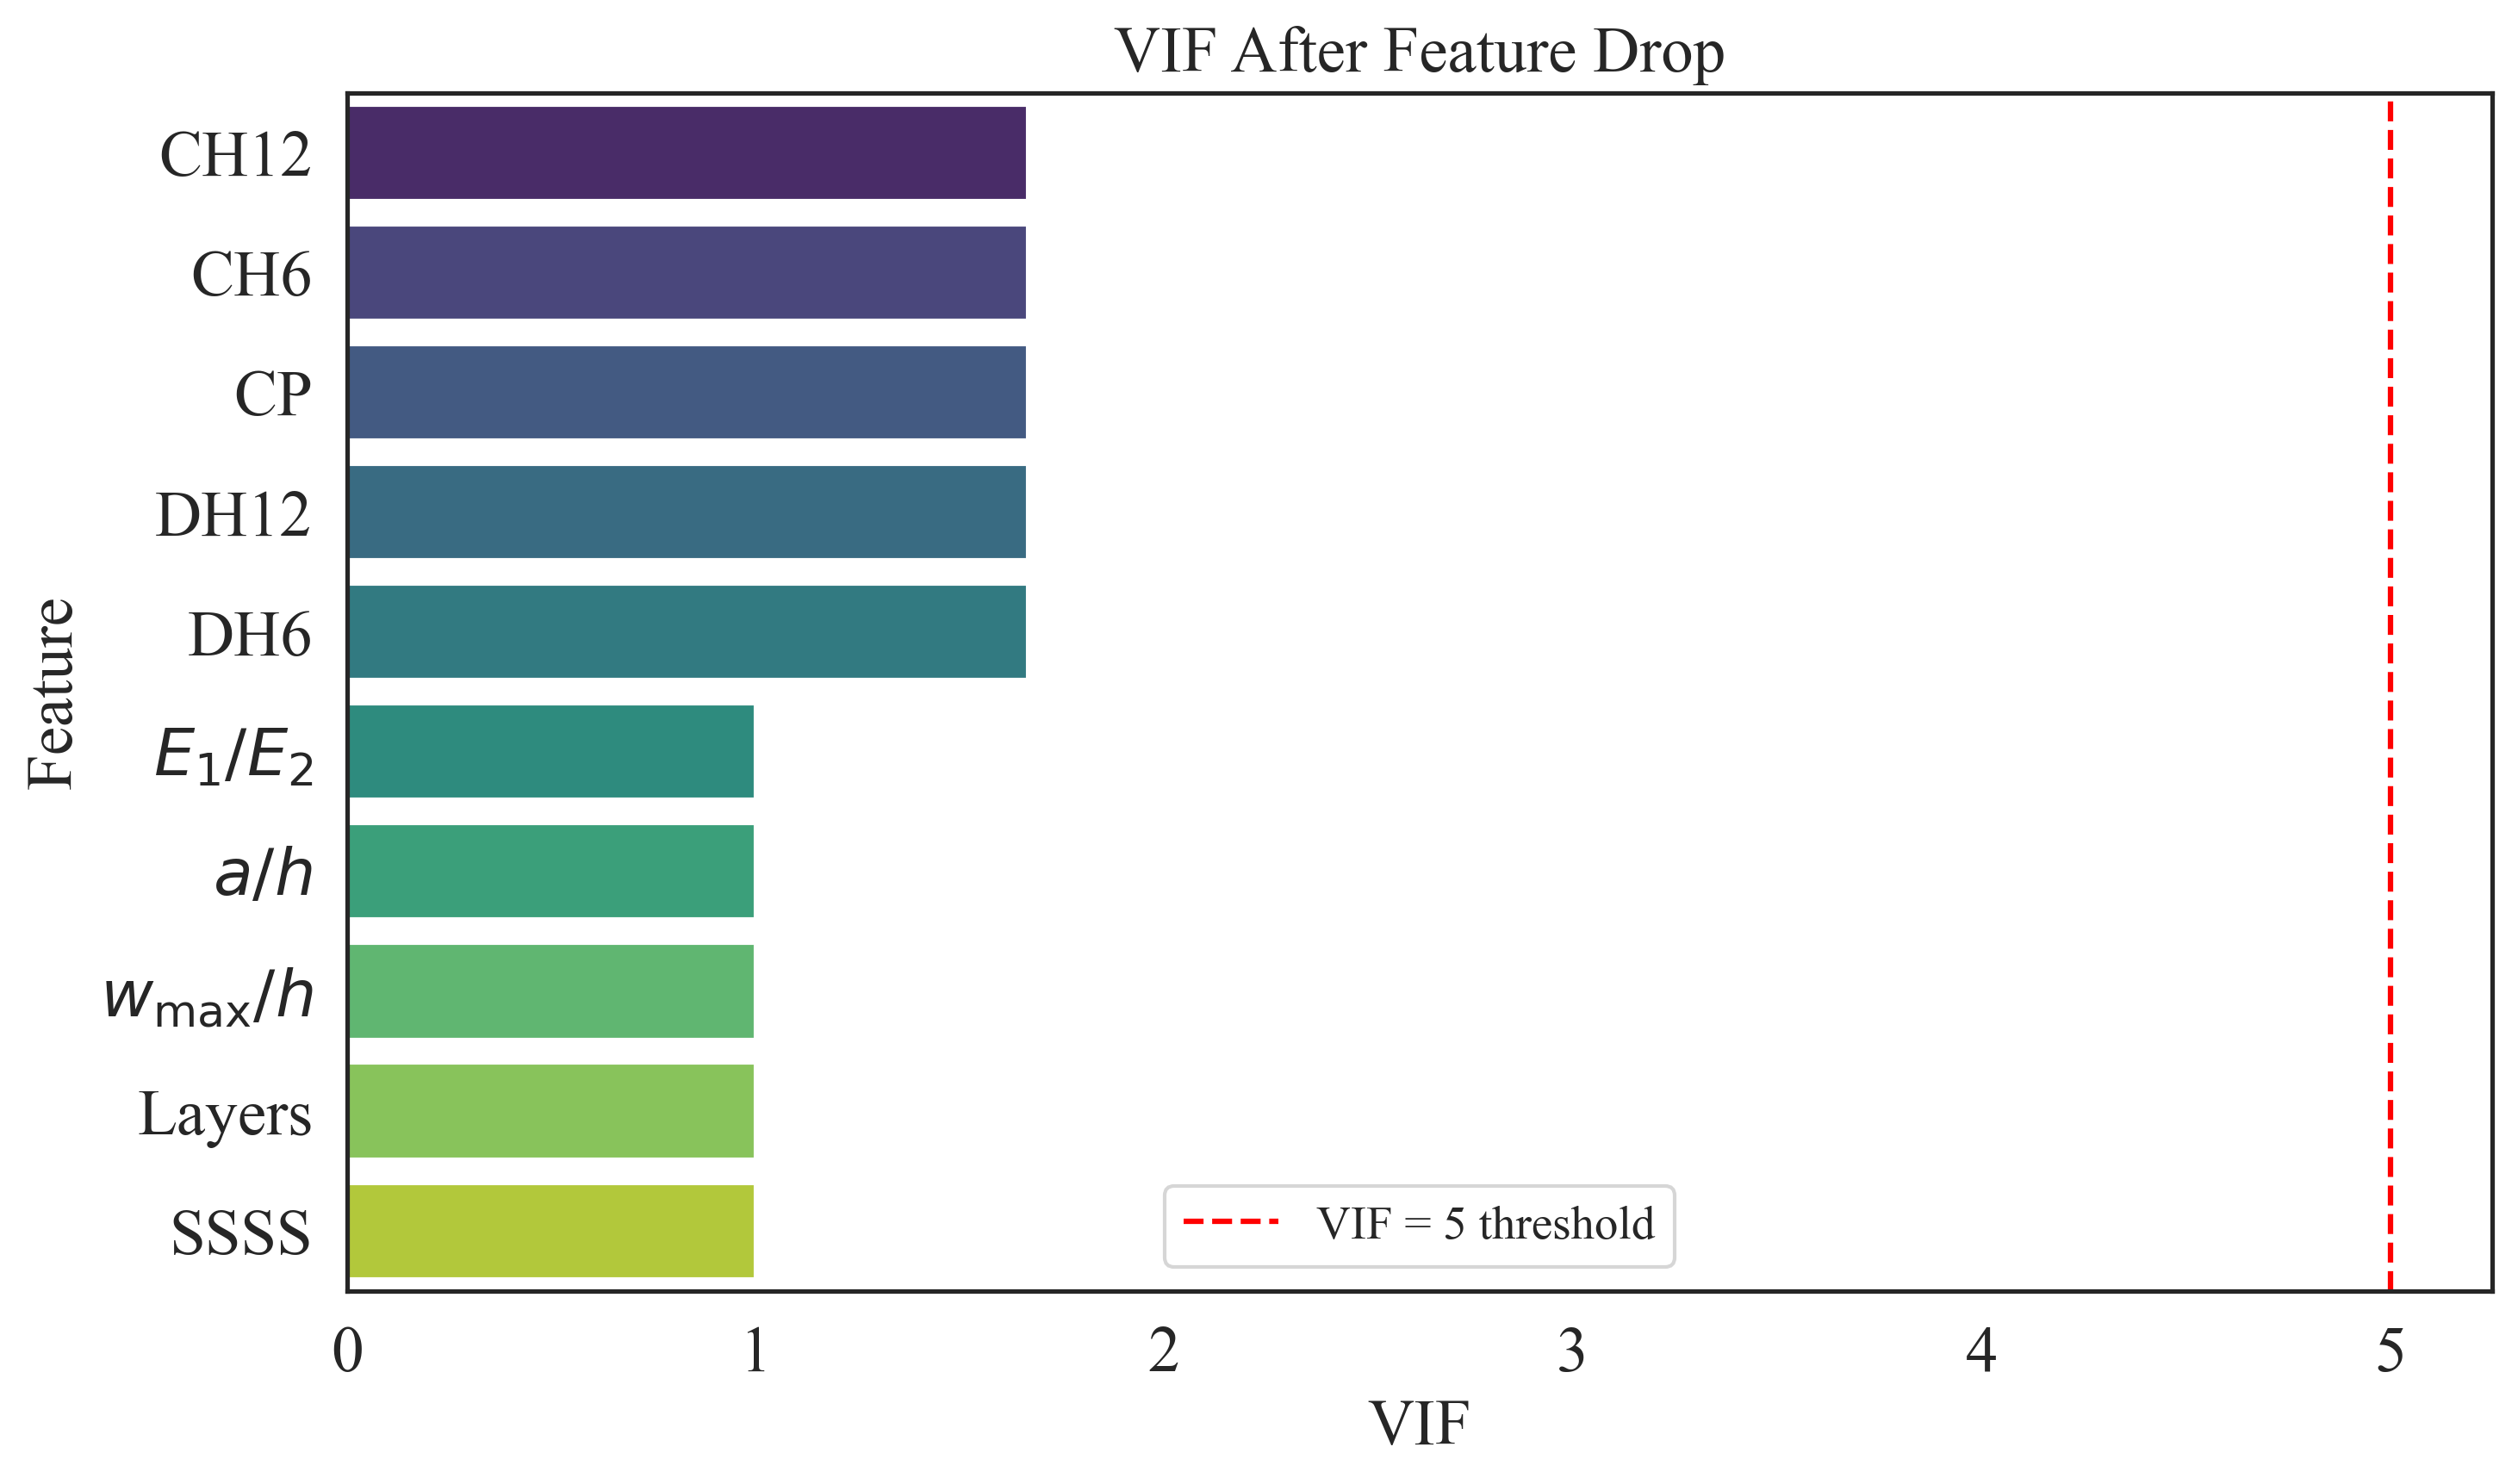 VIF After Feature Drop
Feature
CH12
CH6
CP
DH12
DH6
E₁/E₂
a/h
w_max/h
Layers
SSSS
VIF = 5 threshold
0 1 2 3 4 5
VIF